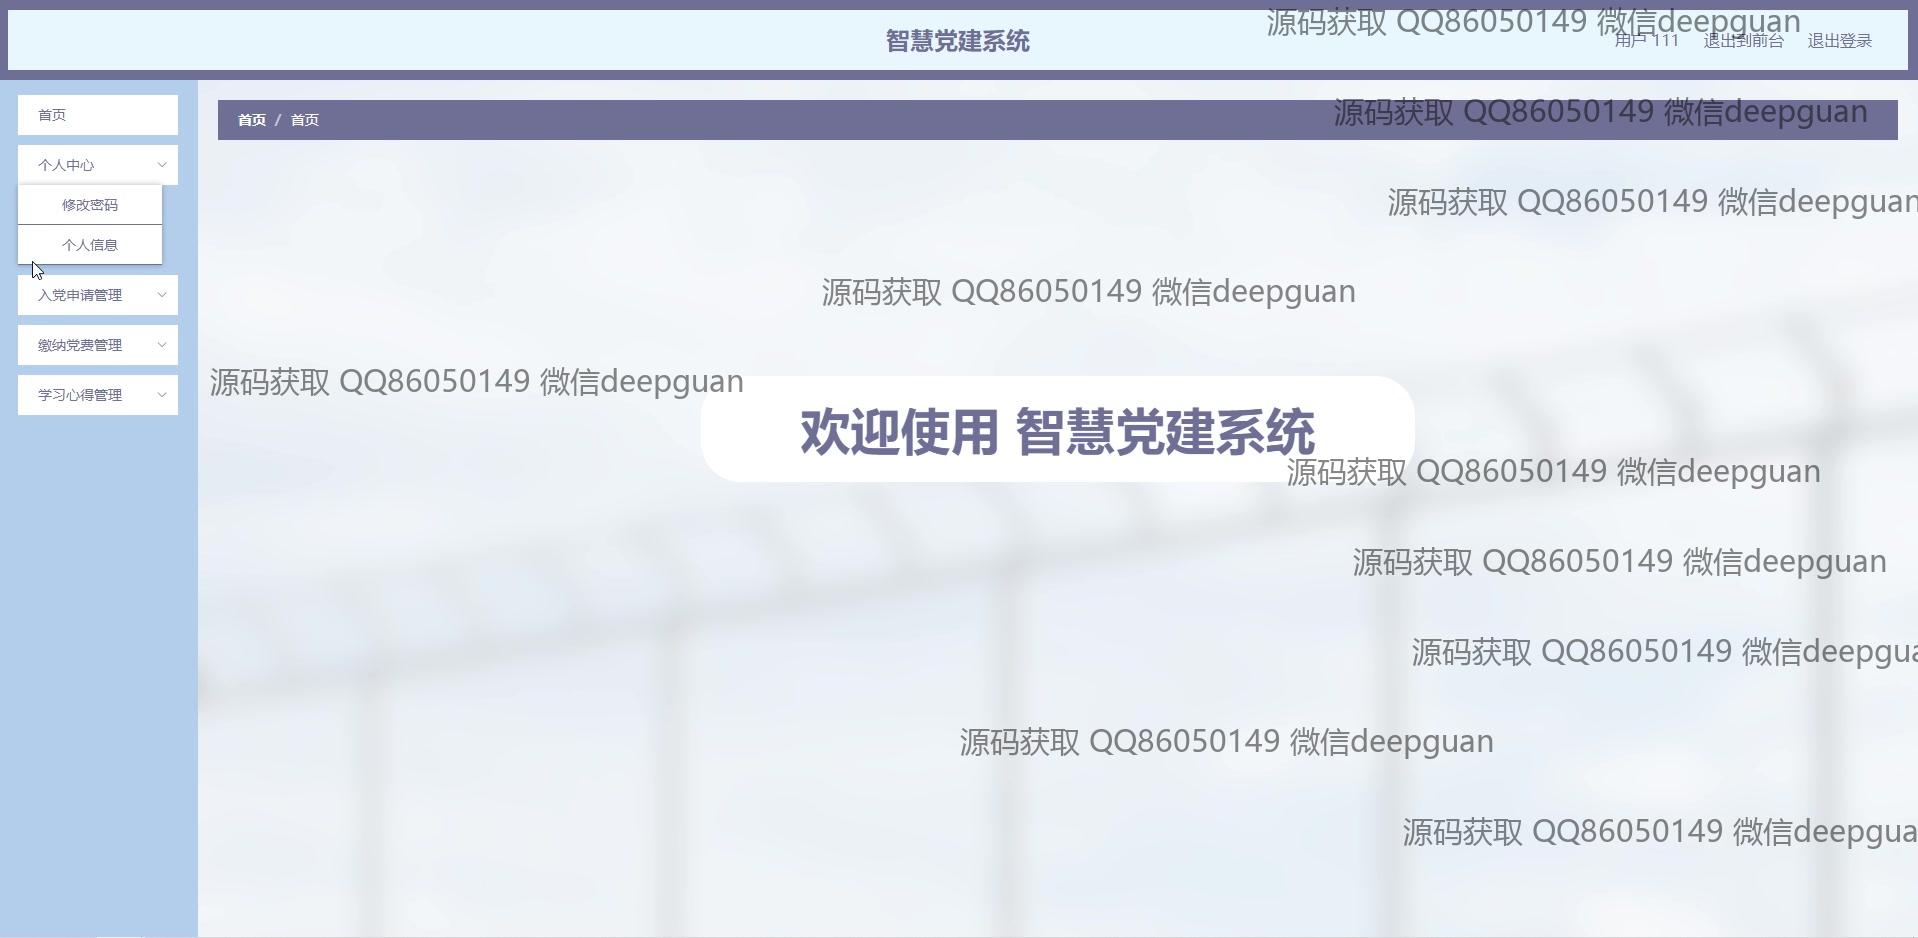 源码获取 QQ86050149 微信deepguan
智慧党建系统
用户 111 退出到前台 退出登录
首页
首页 / 首页
源码获取 QQ86050149 微信deepguan
个人中心
修改密码
源码获取 QQ86050149 微信deepguan
个人信息
入党申请管理
源码获取 QQ86050149 微信deepguan
缴纳党费管理
源码获取 QQ86050149 微信deepguan
学习心得管理
欢迎使用 智慧党建系统
源码获取 QQ86050149 微信deepguan
源码获取 QQ86050149 微信deepguan
源码获取 QQ86050149 微信deepgua
源码获取 QQ86050149 微信deepguan
源码获取 QQ86050149 微信deepgua